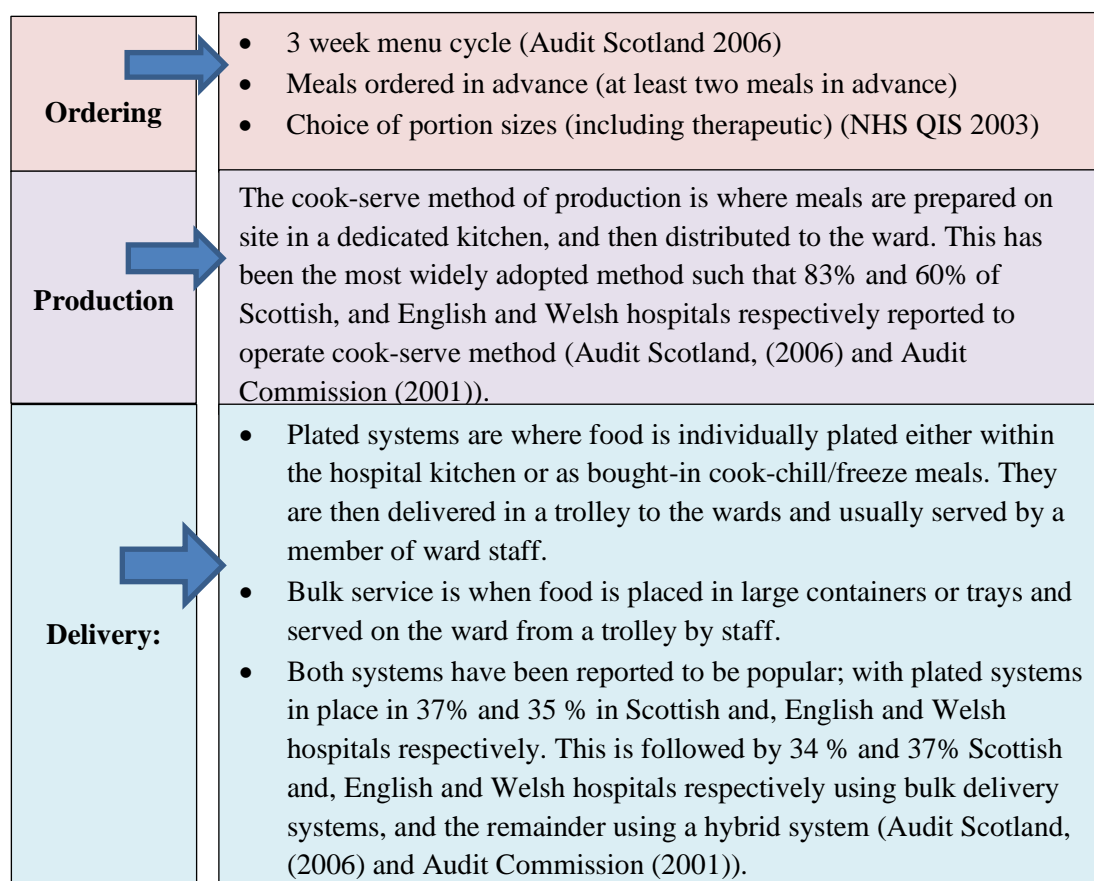 Ordering
• 3 week menu cycle (Audit Scotland 2006)
• Meals ordered in advance (at least two meals in advance)
• Choice of portion sizes (including therapeutic) (NHS QIS 2003)
Production
The cook-serve method of production is where meals are prepared on
site in a dedicated kitchen, and then distributed to the ward. This has
been the most widely adopted method such that 83% and 60% of
Scottish, and English and Welsh hospitals respectively reported to
operate cook-serve method (Audit Scotland, (2006) and Audit
Commission (2001)).
Delivery:
• Plated systems are where food is individually plated either within
the hospital kitchen or as bought-in cook-chill/freeze meals. They
are then delivered in a trolley to the wards and usually served by a
member of ward staff.
• Bulk service is when food is placed in large containers or trays and
served on the ward from a trolley by staff.
• Both systems have been reported to be popular; with plated systems
in place in 37% and 35 % in Scottish and, English and Welsh
hospitals respectively. This is followed by 34 % and 37% Scottish
and, English and Welsh hospitals respectively using bulk delivery
systems, and the remainder using a hybrid system (Audit Scotland,
(2006) and Audit Commission (2001)).